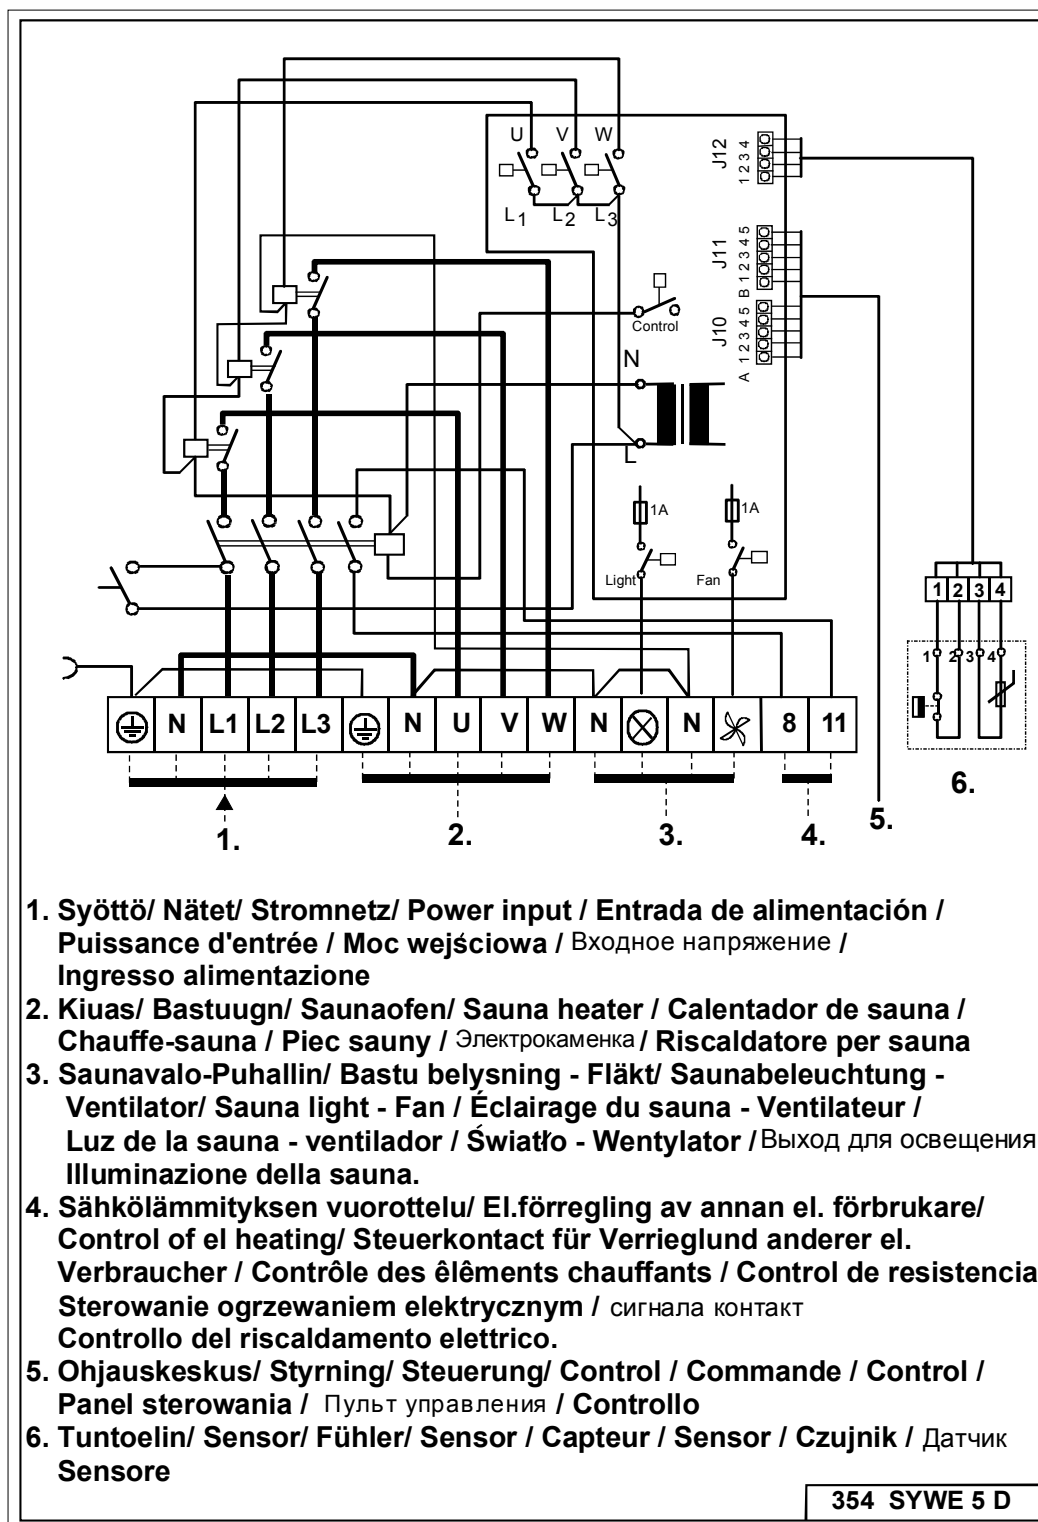 U V W
L1 L2 L3
J12
1 2 3 4
J11
B 1 2 3 4 5
J10
A 1 2 3 4 5
Control
N
L
1A 1A
Light Fan
1 2 3 4
1 2 3 4
N L1 L2 L3 N U V W N N 8 11
1. 2. 3. 4. 5. 6.
1. Syöttö/ Nätet/ Stromnetz/ Power input / Entrada de alimentación /
Puissance d'entrée / Moc wejściowa / Входное напряжение /
Ingresso alimentazione
2. Kiuas/ Bastuugn/ Saunaofen/ Sauna heater / Calentador de sauna /
Chauffe-sauna / Piec sauny / Электрокаменка / Riscaldatore per sauna
3. Saunavalo-Puhallin/ Bastu belysning - Fläkt/ Saunabeleuchtung -
Ventilator/ Sauna light - Fan / Éclairage du sauna - Ventilateur /
Luz de la sauna - ventilador / Światło - Wentylator / Выход для освещения
Illuminazione della sauna.
4. Sähkölämmityksen vuorottelu/ El.förregling av annan el. förbrukare/
Control of el heating/ Steuerkontact für Verrieglund anderer el.
Verbraucher / Contrôle des êlêments chauffants / Control de resistencia
Sterowanie ogrzewaniem elektrycznym / сигнала контакт
Controllo del riscaldamento elettrico.
5. Ohjauskeskus/ Styrning/ Steuerung/ Control / Commande / Control /
Panel sterowania / Пульт управления / Controllo
6. Tuntoelin/ Sensor/ Fühler/ Sensor / Capteur / Sensor / Czujnik / Датчик
Sensore
354 SYWE 5 D